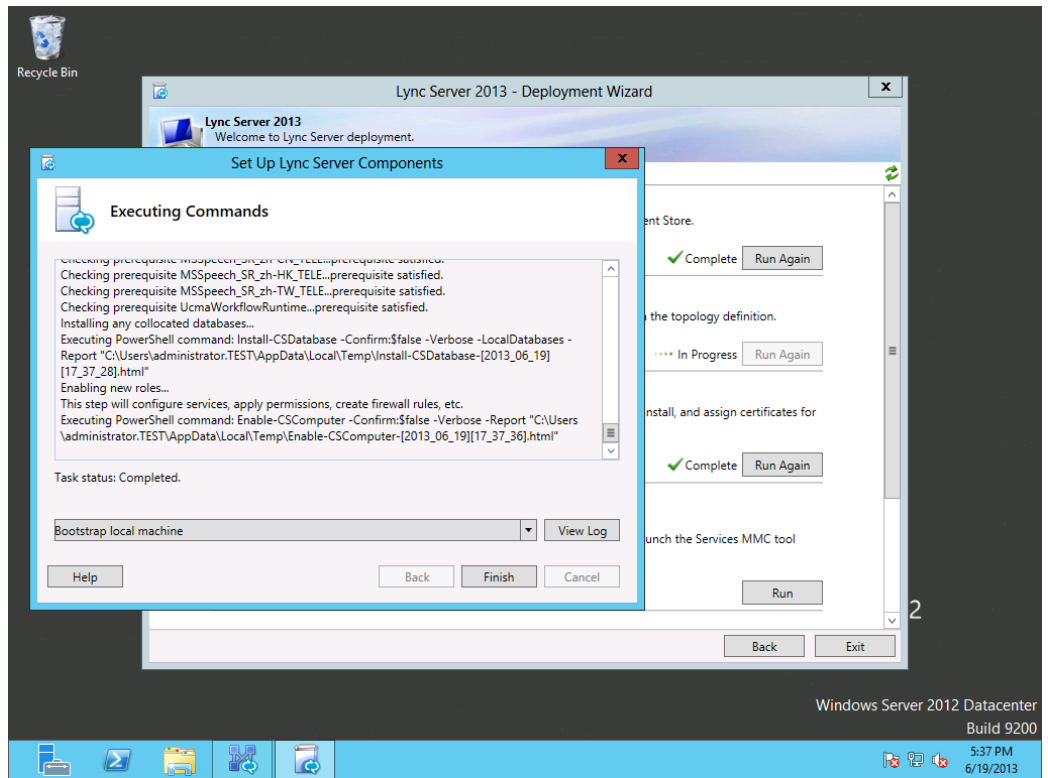 Recycle Bin
Lync Server 2013 - Deployment Wizard
x
Lync Server 2013
Welcome to Lync Server deployment.
Set Up Lync Server Components
x
Executing Commands
Checking prerequisite MSSpeech_SR_zh-CN_TELE...prerequisite satisfied.
Checking prerequisite MSSpeech_SR_zh-HK_TELE...prerequisite satisfied.
Checking prerequisite MSSpeech_SR_zh-TW_TELE...prerequisite satisfied.
Checking prerequisite UcmaWorkflowRuntime...prerequisite satisfied.
Installing any collocated databases...
Executing PowerShell command: Install-CSDatabase -Confirm:$false -Verbose -LocalDatabases -
Report "C:\Users\administrator.TEST\AppData\Local\Temp\Install-CSDatabase-[2013_06_19]
[17_37_28].html"
Enabling new roles...
This step will configure services, apply permissions, create firewall rules, etc.
Executing PowerShell command: Enable-CSComputer -Confirm:$false -Verbose -Report "C:\Users
\administrator.TEST\AppData\Local\Temp\Enable-CSComputer-[2013_06_19][17_37_36].html"
Task status: Completed.
Bootstrap local machine
View Log
Help
Back
Finish
Cancel
ent Store.
Complete
Run Again
the topology definition.
In Progress
Run Again
nstall, and assign certificates for
Complete
Run Again
unch the Services MMC tool
Run
2
Back
Exit
Windows Server 2012 Datacenter
Build 9200
5:37 PM
6/19/2013